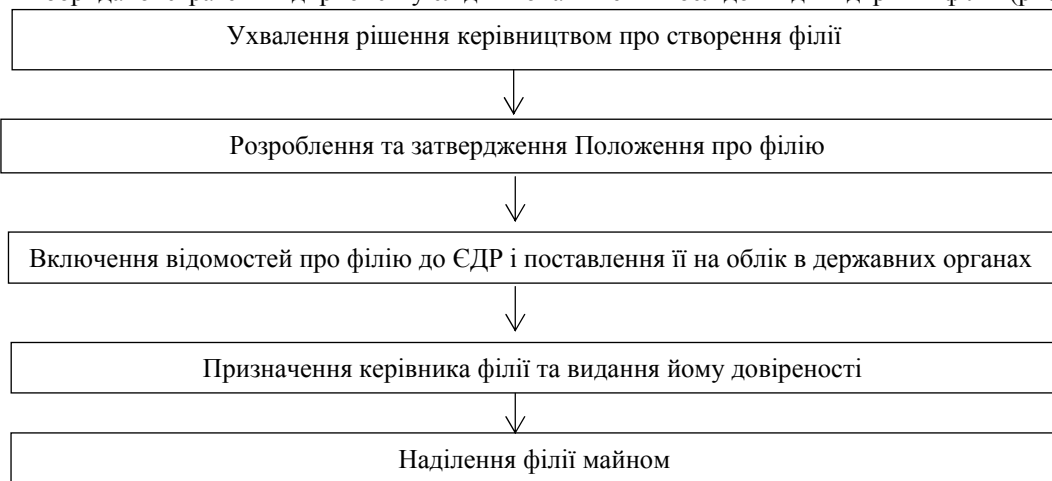 Ухвалення рішення керівництвом про створення філії
Розроблення та затвердження Положення про філію
Включення відомостей про філію до ЄДР і поставлення її на облік в державних органах
Призначення керівника філії та видання йому довіреності
Наділення філії майном